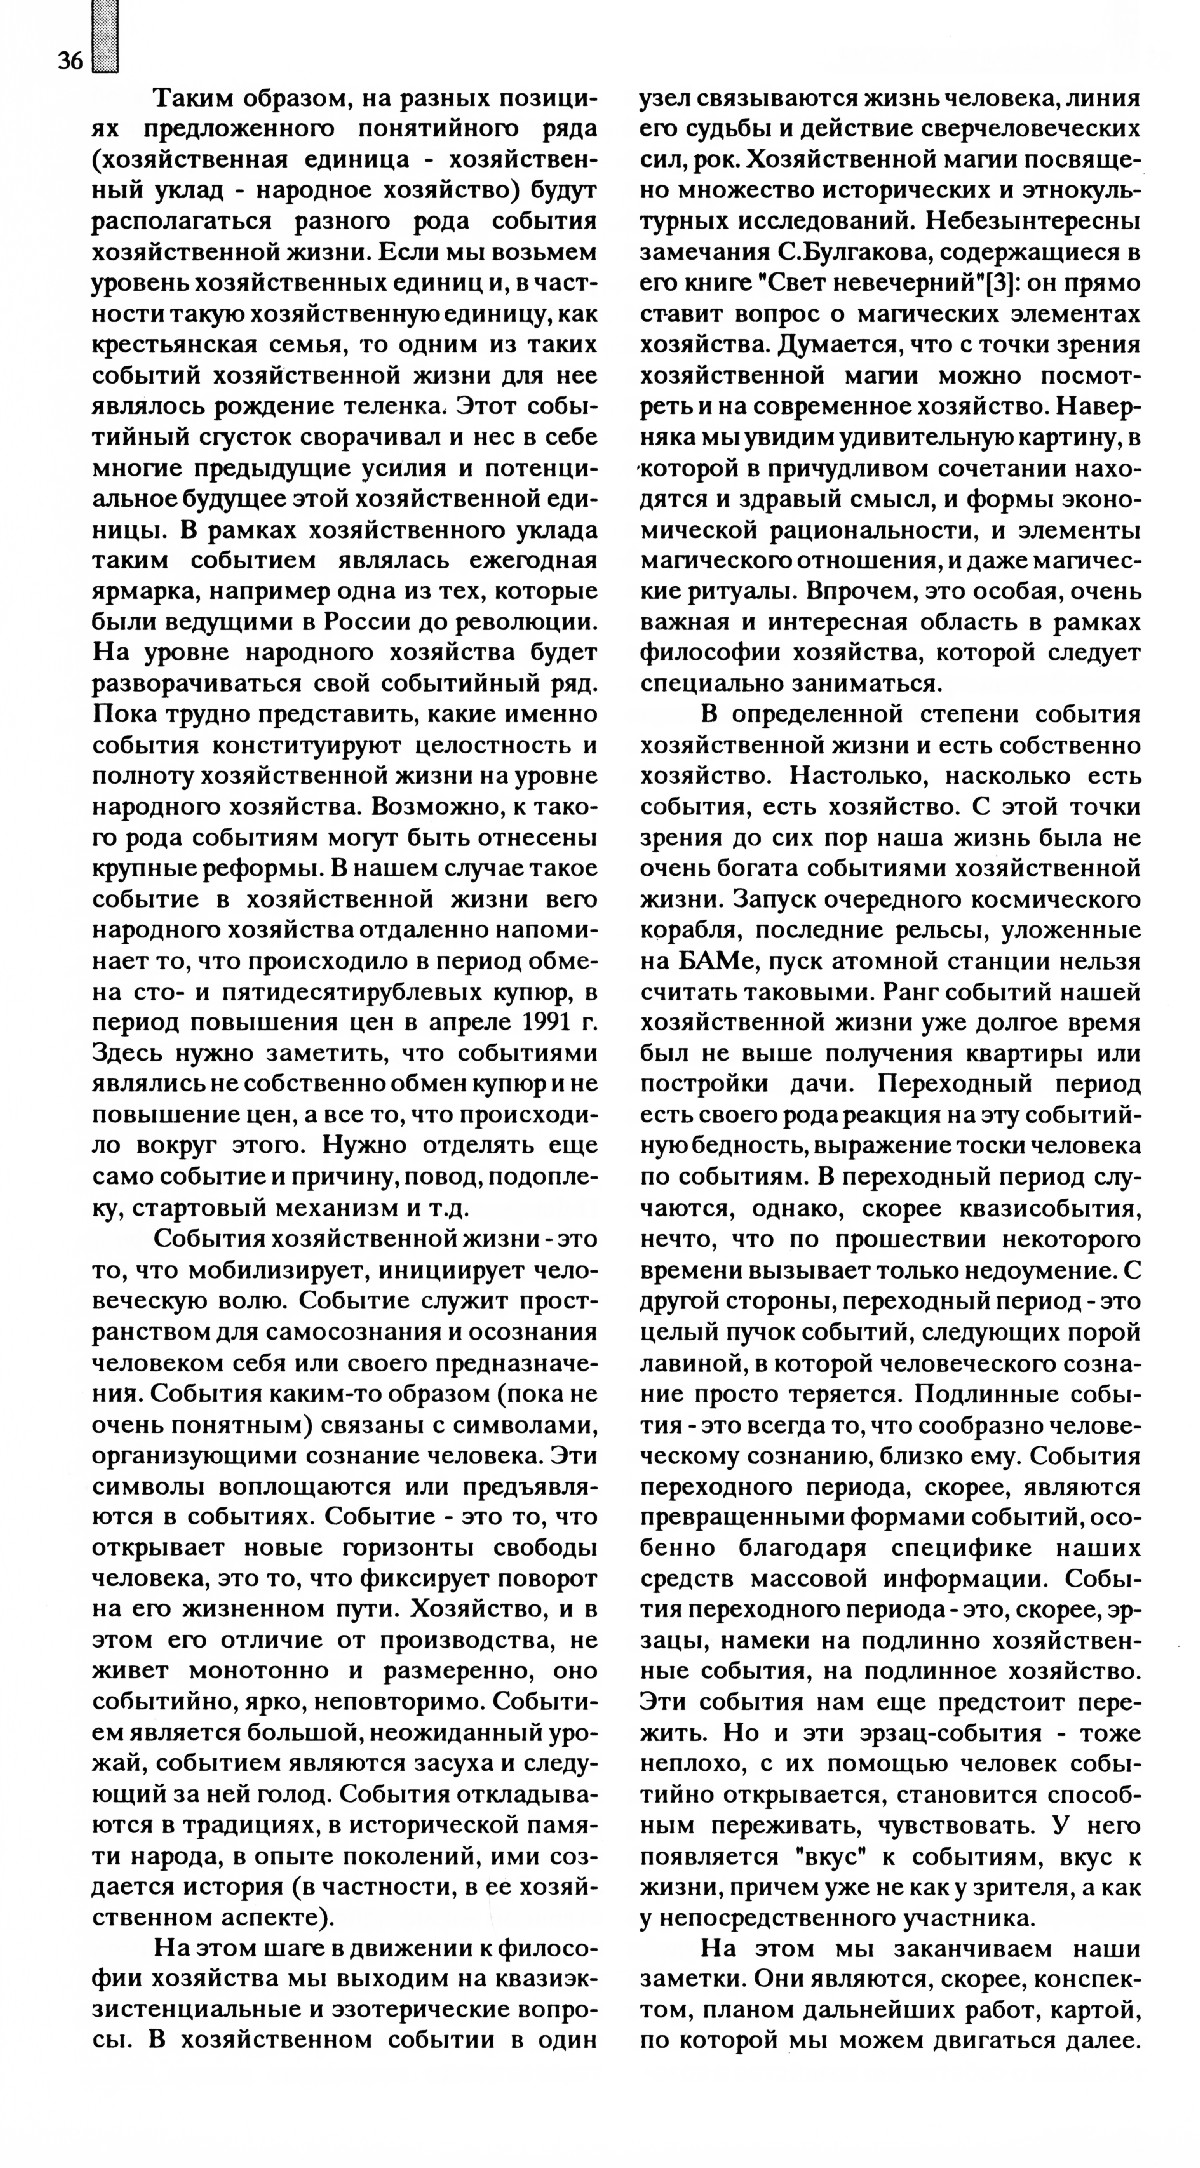 36
Таким образом, на разных позици-
ях предложенного понятийного ряда
(хозяйственная единица - хозяйствен-
ный уклад - народное хозяйство) будут
располагаться разного рода события
хозяйственной жизни. Если мы возьмем
уровень хозяйственных единиц и, в част-
ности такую хозяйственную единицу, как
крестьянская семья, то одним из таких
событий хозяйственной жизни для нее
являлось рождение теленка. Этот собы-
тийный сгусток сворачивал и нес в себе
многие предыдущие усилия и потенци-
альное будущее этой хозяйственной еди-
ницы. В рамках хозяйственного уклада
таким событием являлась ежегодная
ярмарка, например одна из тех, которые
были ведущими в России до революции.
На уровне народного хозяйства будет
разворачиваться свой событийный ряд.
Пока трудно представить, какие именно
события конституируют целостность и
полноту хозяйственной жизни на уровне
народного хозяйства. Возможно, к тако-
го рода событиям могут быть отнесены
крупные реформы. В нашем случае такое
событие в хозяйственной жизни вего
народного хозяйства отдаленно напоми-
нает то, что происходило в период обме-
на сто- и пятидесятирублевых купюр, в
период повышения цен в апреле 1991 г.
Здесь нужно заметить, что событиями
являлись не собственно обмен купюр и не
повышение цен, а все то, что происходи-
ло вокруг этого. Нужно отделять еще
само событие и причину, повод, подопле-
ку, стартовый механизм и т.д.
События хозяйственной жизни - это
то, что мобилизирует, инициирует чело-
веческую волю. Событие служит прост-
ранством для самосознания и осознания
человеком себя или своего предназначе-
ния. События каким-то образом (пока не
очень понятным) связаны с символами,
организующими сознание человека. Эти
символы воплощаются или предъявля-
ются в событиях. Событие - это то, что
открывает новые горизонты свободы
человека, это то, что фиксирует поворот
на его жизненном пути. Хозяйство, и в
этом его отличие от производства, не
живет монотонно и размеренно, оно
событийно, ярко, неповторимо. Событи-
ем является большой, неожиданный уро-
жай, событием являются засуха и следу-
ющий за ней голод. События откладыва-
ются в традициях, в исторической памя-
ти народа, в опыте поколений, ими соз-
дается история (в частности, в ее хозяй-
ственном аспекте).
На этом шаге в движении к филосо-
фии хозяйства мы выходим на квазиэк-
зистенциальные и эзотерические вопро-
сы. В хозяйственном событии в один
узел связываются жизнь человека, линия
его судьбы и действие сверчеловеческих
сил, рок. Хозяйственной магии посвяще-
но множество исторических и этнокуль-
турных исследований. Небезынтересны
замечания С.Булгакова, содержащиеся в
его книге "Свет невечерний"[3]: он прямо
ставит вопрос о магических элементах
хозяйства. Думается, что с точки зрения
хозяйственной магии можно посмот-
реть и на современное хозяйство. Навер-
няка мы увидим удивительную картину, в
которой в причудливом сочетании нахо-
дятся и здравый смысл, и формы эконо-
мической рациональности, и элементы
магического отношения, и даже магичес-
кие ритуалы. Впрочем, это особая, очень
важная и интересная область в рамках
философии хозяйства, которой следует
специально заниматься.
В определенной степени события
хозяйственной жизни и есть собственно
хозяйство. Настолько, насколько есть
события, есть хозяйство. С этой точки
зрения до сих пор наша жизнь была не
очень богата событиями хозяйственной
жизни. Запуск очередного космического
корабля, последние рельсы, уложенные
на БАМе, пуск атомной станции нельзя
считать таковыми. Ранг событий нашей
хозяйственной жизни уже долгое время
был не выше получения квартиры или
постройки дачи. Переходный период
есть своего рода реакция на эту событий-
ную бедность, выражение тоски человека
по событиям. В переходный период слу-
чаются, однако, скорее квазисобытия,
нечто, что по прошествии некоторого
времени вызывает только недоумение. С
другой стороны, переходный период - это
целый пучок событий, следующих порой
лавиной, в которой человеческого созна-
ние просто теряется. Подлинные собы-
тия - это всегда то, что сообразно челове-
ческому сознанию, близко ему. События
переходного периода, скорее, являются
превращенными формами событий, осо-
бенно благодаря специфике наших
средств массовой информации. Собы-
тия переходного периода - это, скорее, эр-
зацы, намеки на подлинно хозяйствен-
ные события, на подлинное хозяйство.
Эти события нам еще предстоит пере-
жить. Но и эти эрзац-события - тоже
неплохо, с их помощью человек собы-
тийно открывается, становится способ-
ным переживать, чувствовать. У него
появляется "вкус" к событиям, вкус к
жизни, причем уже не как у зрителя, а как
у непосредственного участника.
На этом мы заканчиваем наши
заметки. Они являются, скорее, конспек-
том, планом дальнейших работ, картой,
по которой мы можем двигаться далее.